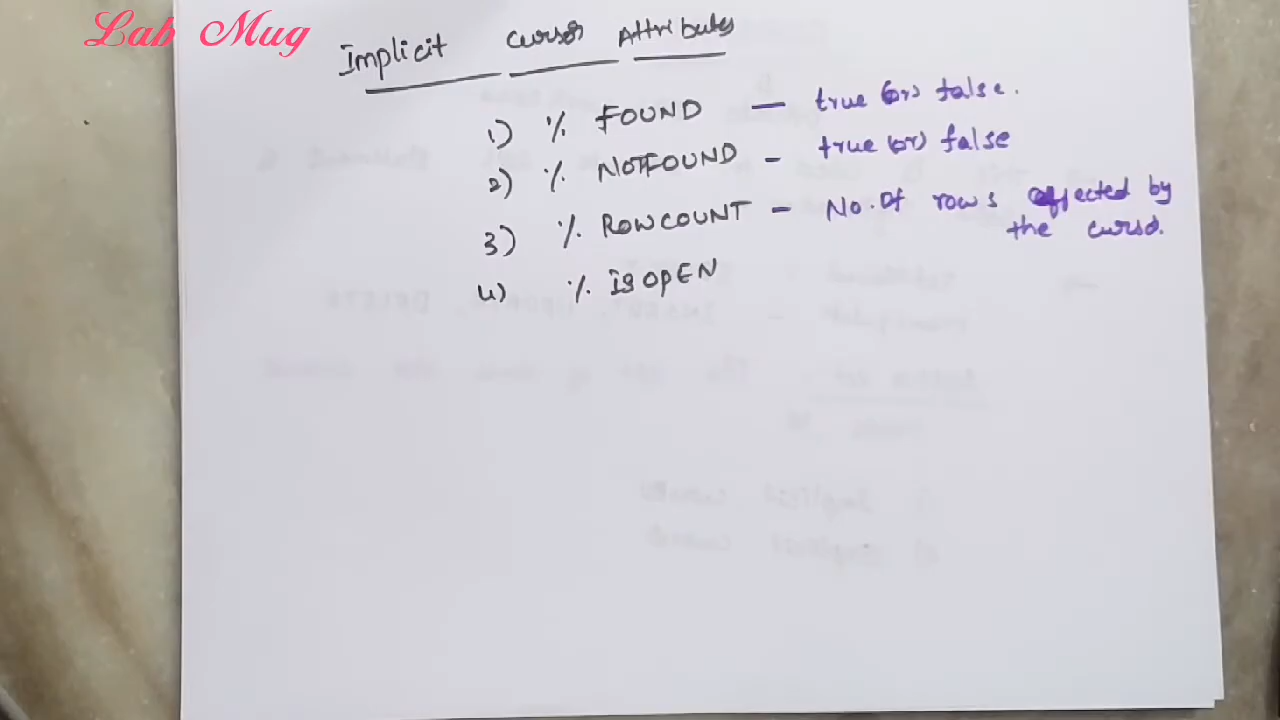 Lab Mug
Implicit cursor Attributes
1) % FOUND — true (or) false.
2) % NOTFOUND - true (or) false
3) % ROWCOUNT - No. Of rows affected by
the cursor.
4) % ISOPEN